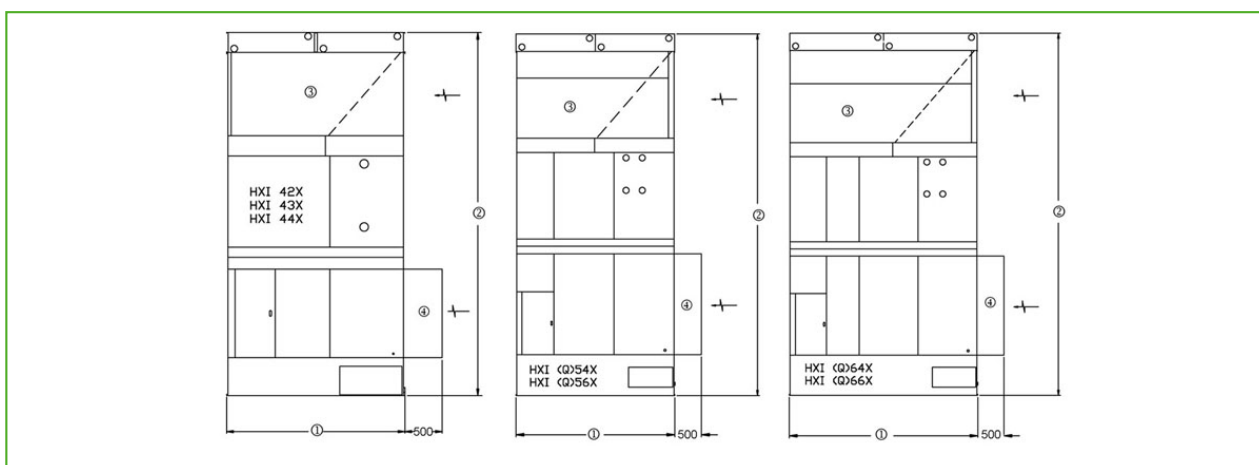 ③
②
HXI 42X
HXI 43X
HXI 44X
④
①
500
③
②
④
HXI (Q)54X
HXI (Q)56X
①
500
③
②
④
HXI (Q)64X
HXI (Q)66X
①
500